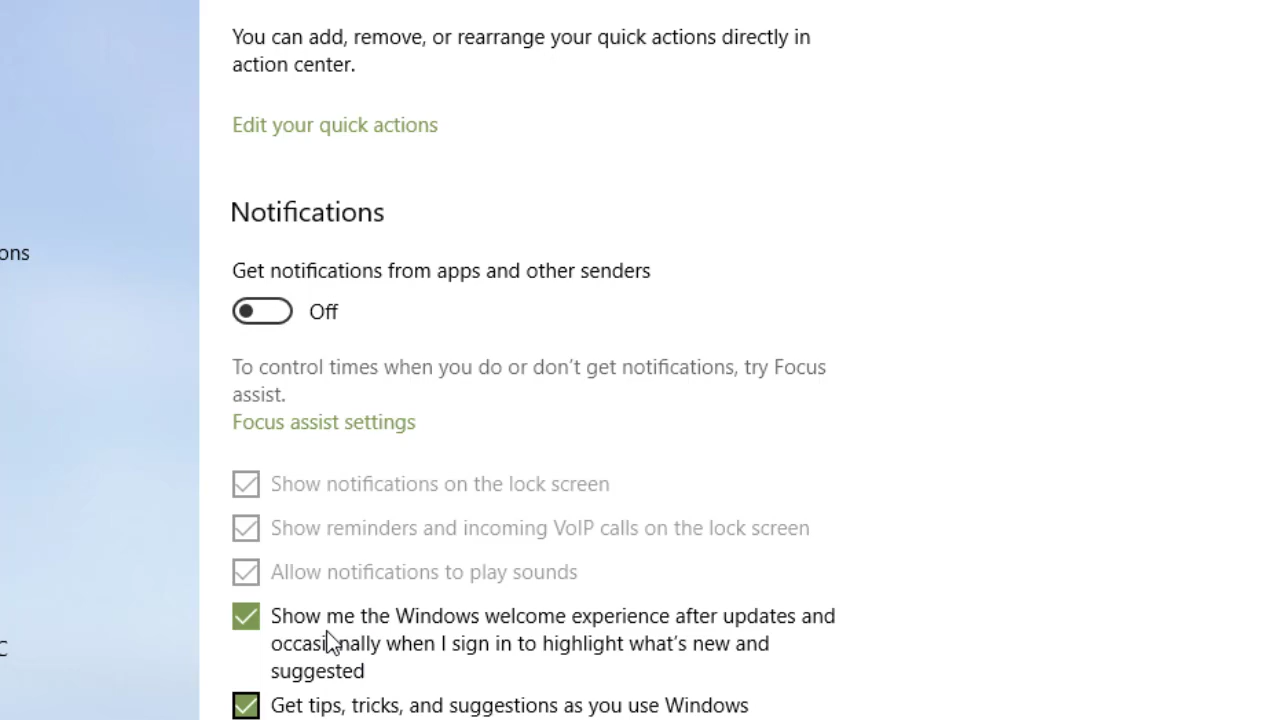 You can add, remove, or rearrange your quick actions directly in
action center.
Edit your quick actions
Notifications
ons
Get notifications from apps and other senders
Off
To control times when you do or don’t get notifications, try Focus
assist.
Focus assist settings
Show notifications on the lock screen
Show reminders and incoming VoIP calls on the lock screen
Allow notifications to play sounds
Show me the Windows welcome experience after updates and
occasionally when I sign in to highlight what’s new and
C
suggested
Get tips, tricks, and suggestions as you use Windows